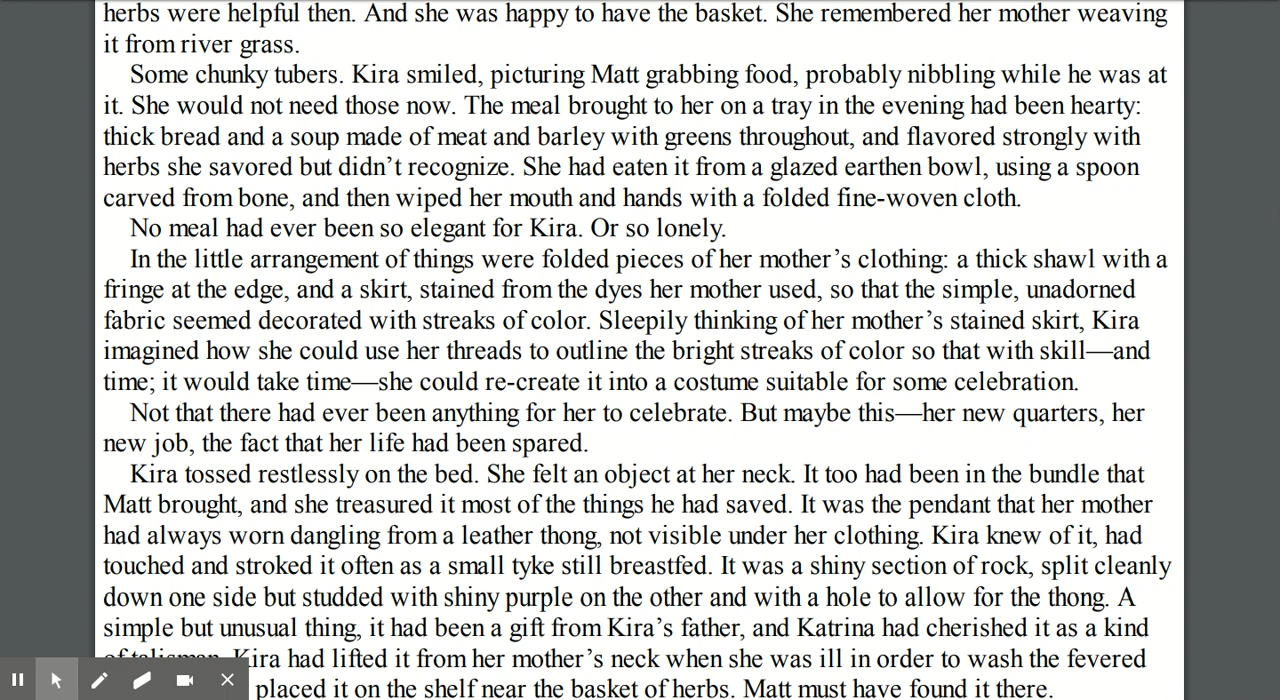 herbs were helpful then. And she was happy to have the basket. She remembered her mother weaving
it from river grass.
Some chunky tubers. Kira smiled, picturing Matt grabbing food, probably nibbling while he was at
it. She would not need those now. The meal brought to her on a tray in the evening had been hearty:
thick bread and a soup made of meat and barley with greens throughout, and flavored strongly with
herbs she savored but didn’t recognize. She had eaten it from a glazed earthen bowl, using a spoon
carved from bone, and then wiped her mouth and hands with a folded fine-woven cloth.
No meal had ever been so elegant for Kira. Or so lonely.
In the little arrangement of things were folded pieces of her mother’s clothing: a thick shawl with a
fringe at the edge, and a skirt, stained from the dyes her mother used, so that the simple, unadorned
fabric seemed decorated with streaks of color. Sleepily thinking of her mother’s stained skirt, Kira
imagined how she could use her threads to outline the bright streaks of color so that with skill—and
time; it would take time—she could re-create it into a costume suitable for some celebration.
Not that there had ever been anything for her to celebrate. But maybe this—her new quarters, her
new job, the fact that her life had been spared.
Kira tossed restlessly on the bed. She felt an object at her neck. It too had been in the bundle that
Matt brought, and she treasured it most of the things he had saved. It was the pendant that her mother
had always worn dangling from a leather thong, not visible under her clothing. Kira knew of it, had
touched and stroked it often as a small tyke still breastfed. It was a shiny section of rock, split cleanly
down one side but studded with shiny purple on the other and with a hole to allow for the thong. A
simple but unusual thing, it had been a gift from Kira’s father, and Katrina had cherished it as a kind
of talisman. Kira had lifted it from her mother’s neck when she was ill in order to wash the fevered
placed it on the shelf near the basket of herbs. Matt must have found it there.